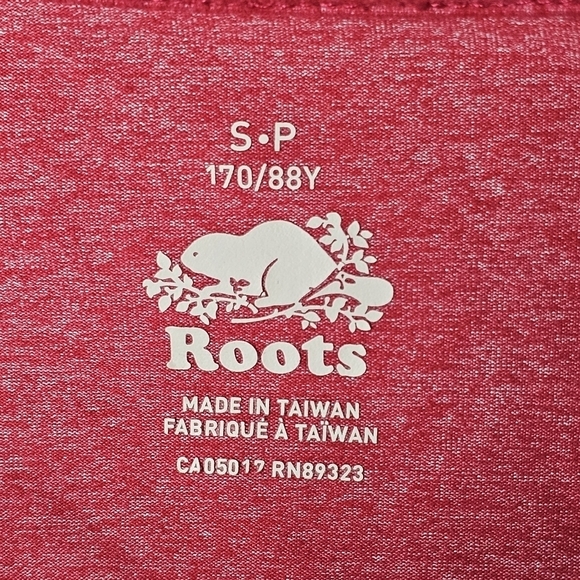 S•P
170/88Y
Roots
MADE IN TAIWAN
FABRIQUÉ À TAÏWAN
CA05017 RN89323